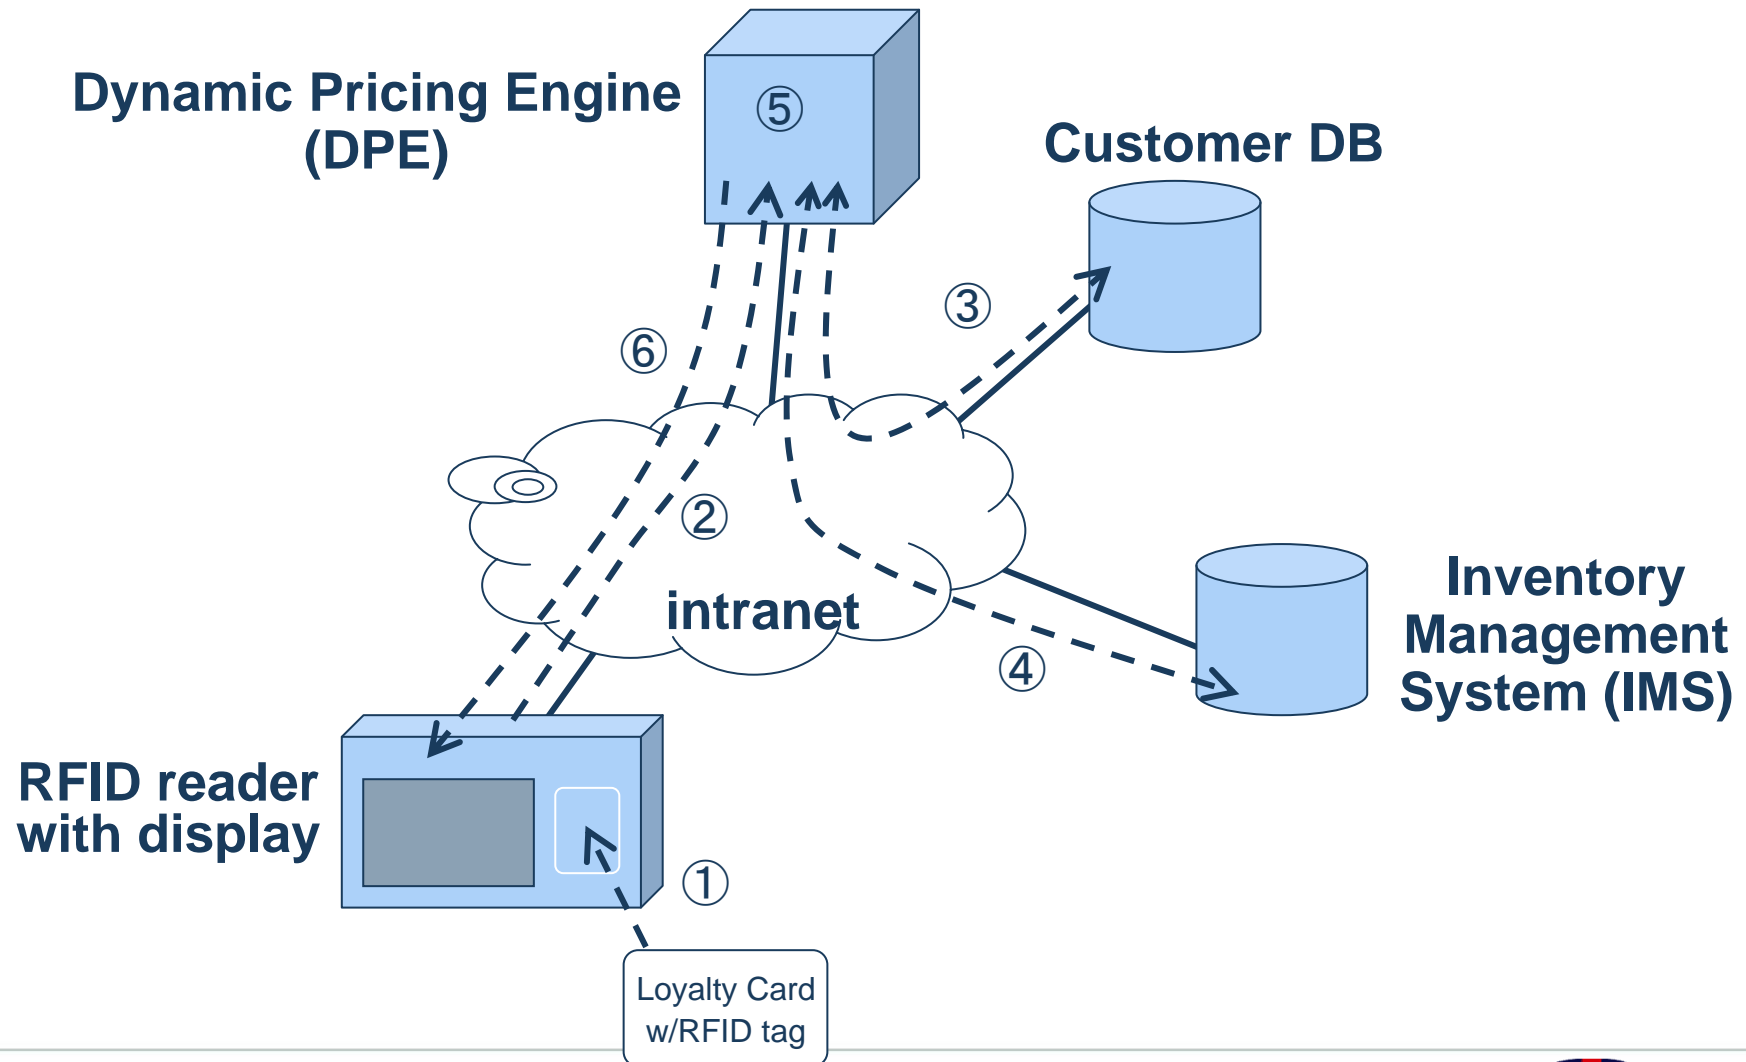 Dynamic Pricing Engine
(DPE)
⑤
Customer DB
③
⑥
②
intranet
Inventory
Management
System (IMS)
④
RFID reader
with display
①
Loyalty Card
w/RFID tag